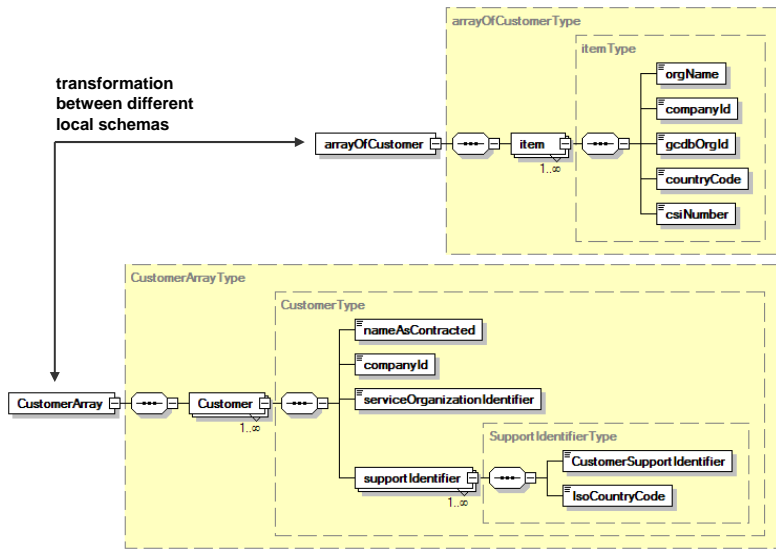 arrayOfCustomerType
itemType
transformation
between different
local schemas
orgName
companyId
arrayOfCustomer
item
gcdbOrgId
1..∞
countryCode
csiNumber
CustomerArrayType
CustomerType
nameAsContracted
companyId
CustomerArray
Customer
serviceOrganizationIdentifier
1..∞
SupportIdentifierType
CustomerSupportIdentifier
supportIdentifier
1..∞
IsoCountryCode